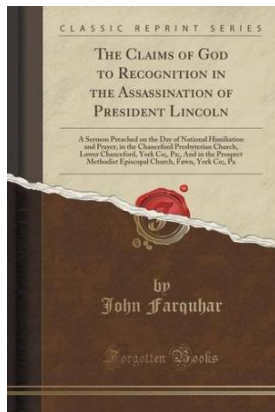 CLASSIC REPRINT SERIES
THE CLAIMS OF GOD
TO RECOGNITION IN
THE ASSASSINATION OF
PRESIDENT LINCOLN
A Sermon Preached on the Day of National Humiliation
and Prayer, in the Chanceford Presbyterian Church,
Lower Chanceford, York Co;, Pa;, And in the Prospect
Methodist Episcopal Church, Fawn, York Co;, Pa
by
John Farquhar
Forgotten Books